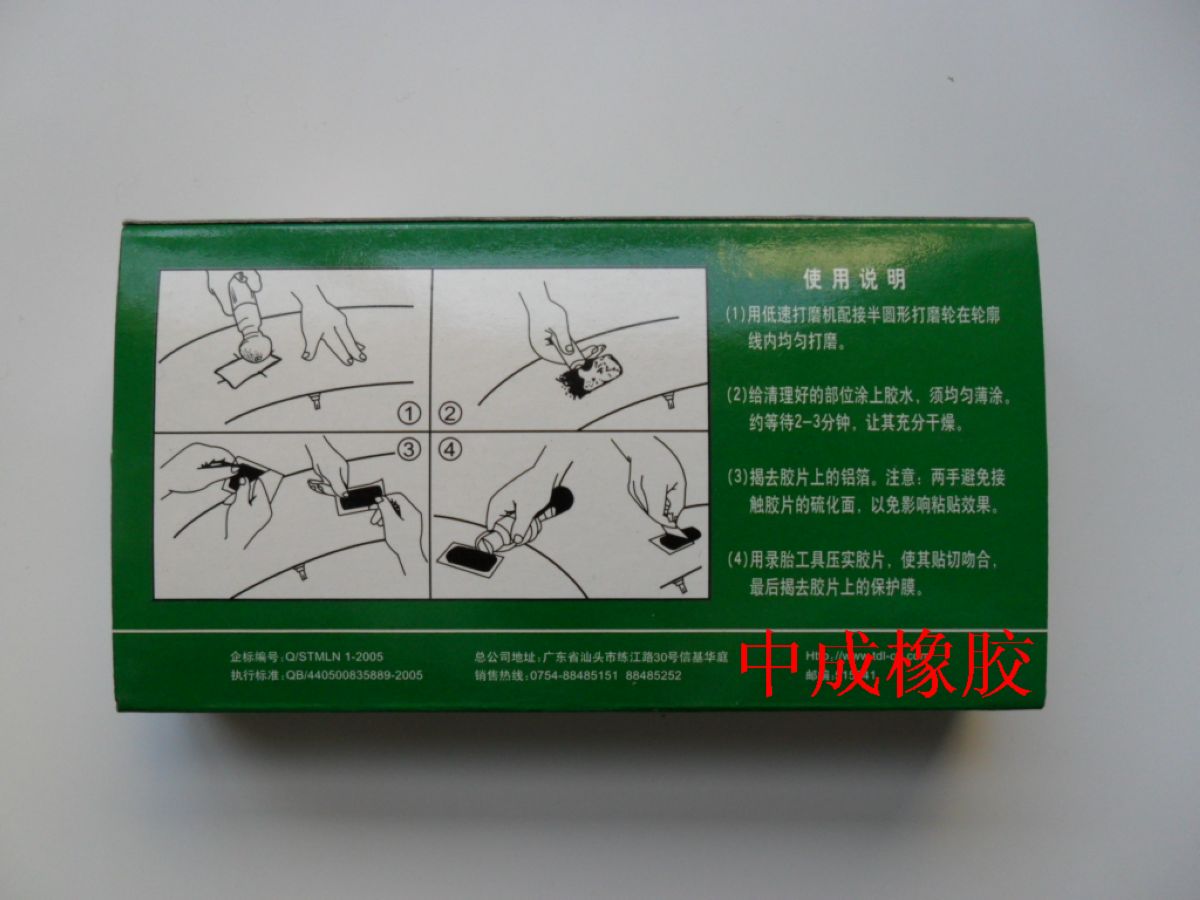 使用说明
(1)用低速打磨机配接半圆形打磨轮在轮廓
线内均匀打磨。
(2)给清理好的部位涂上胶水，须均匀薄涂。
约等待2-3分钟，让其充分干燥。
(3)揭去胶片上的铝箔。注意：两手避免接
触胶片的硫化面，以免影响粘贴效果。
(4)用录胎工具压实胶片，使其贴切吻合，
最后揭去胶片上的保护膜。
① ②
③ ④
企标编号：Q/STMLN 1-2005
执行标准：QB/440500835889-2005
总公司地址：广东省汕头市练江路30号信基华庭
销售热线：0754-88485151 88485252
邮编
中成橡胶